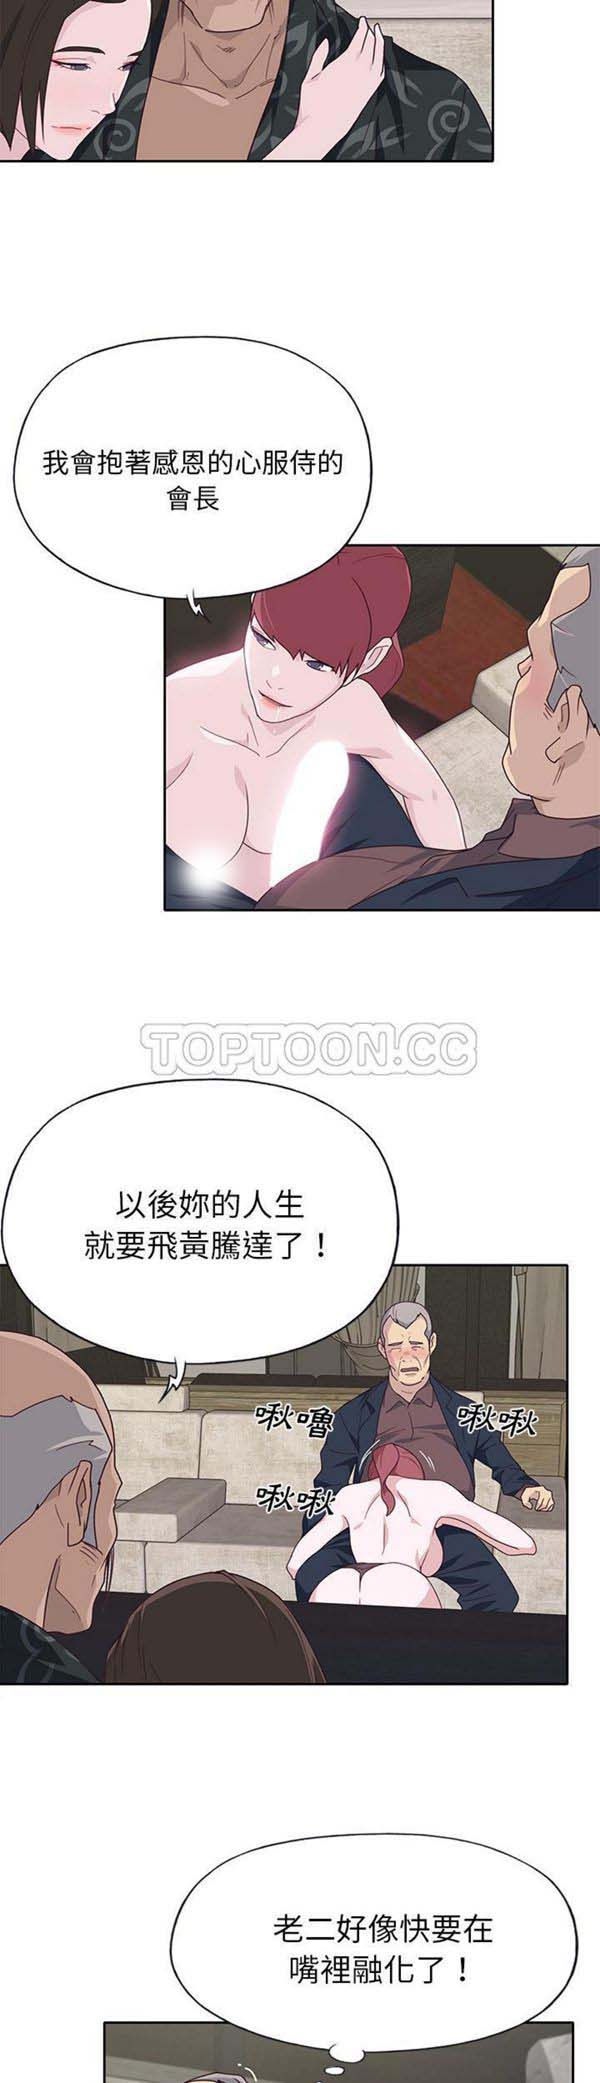 我會抱著感恩的心服侍的
會長
TOPTOON.CC
以後妳的人生
就要飛黃騰達了！
啾嚕
啾啾
啾啾
老二好像快要在
嘴裡融化了！